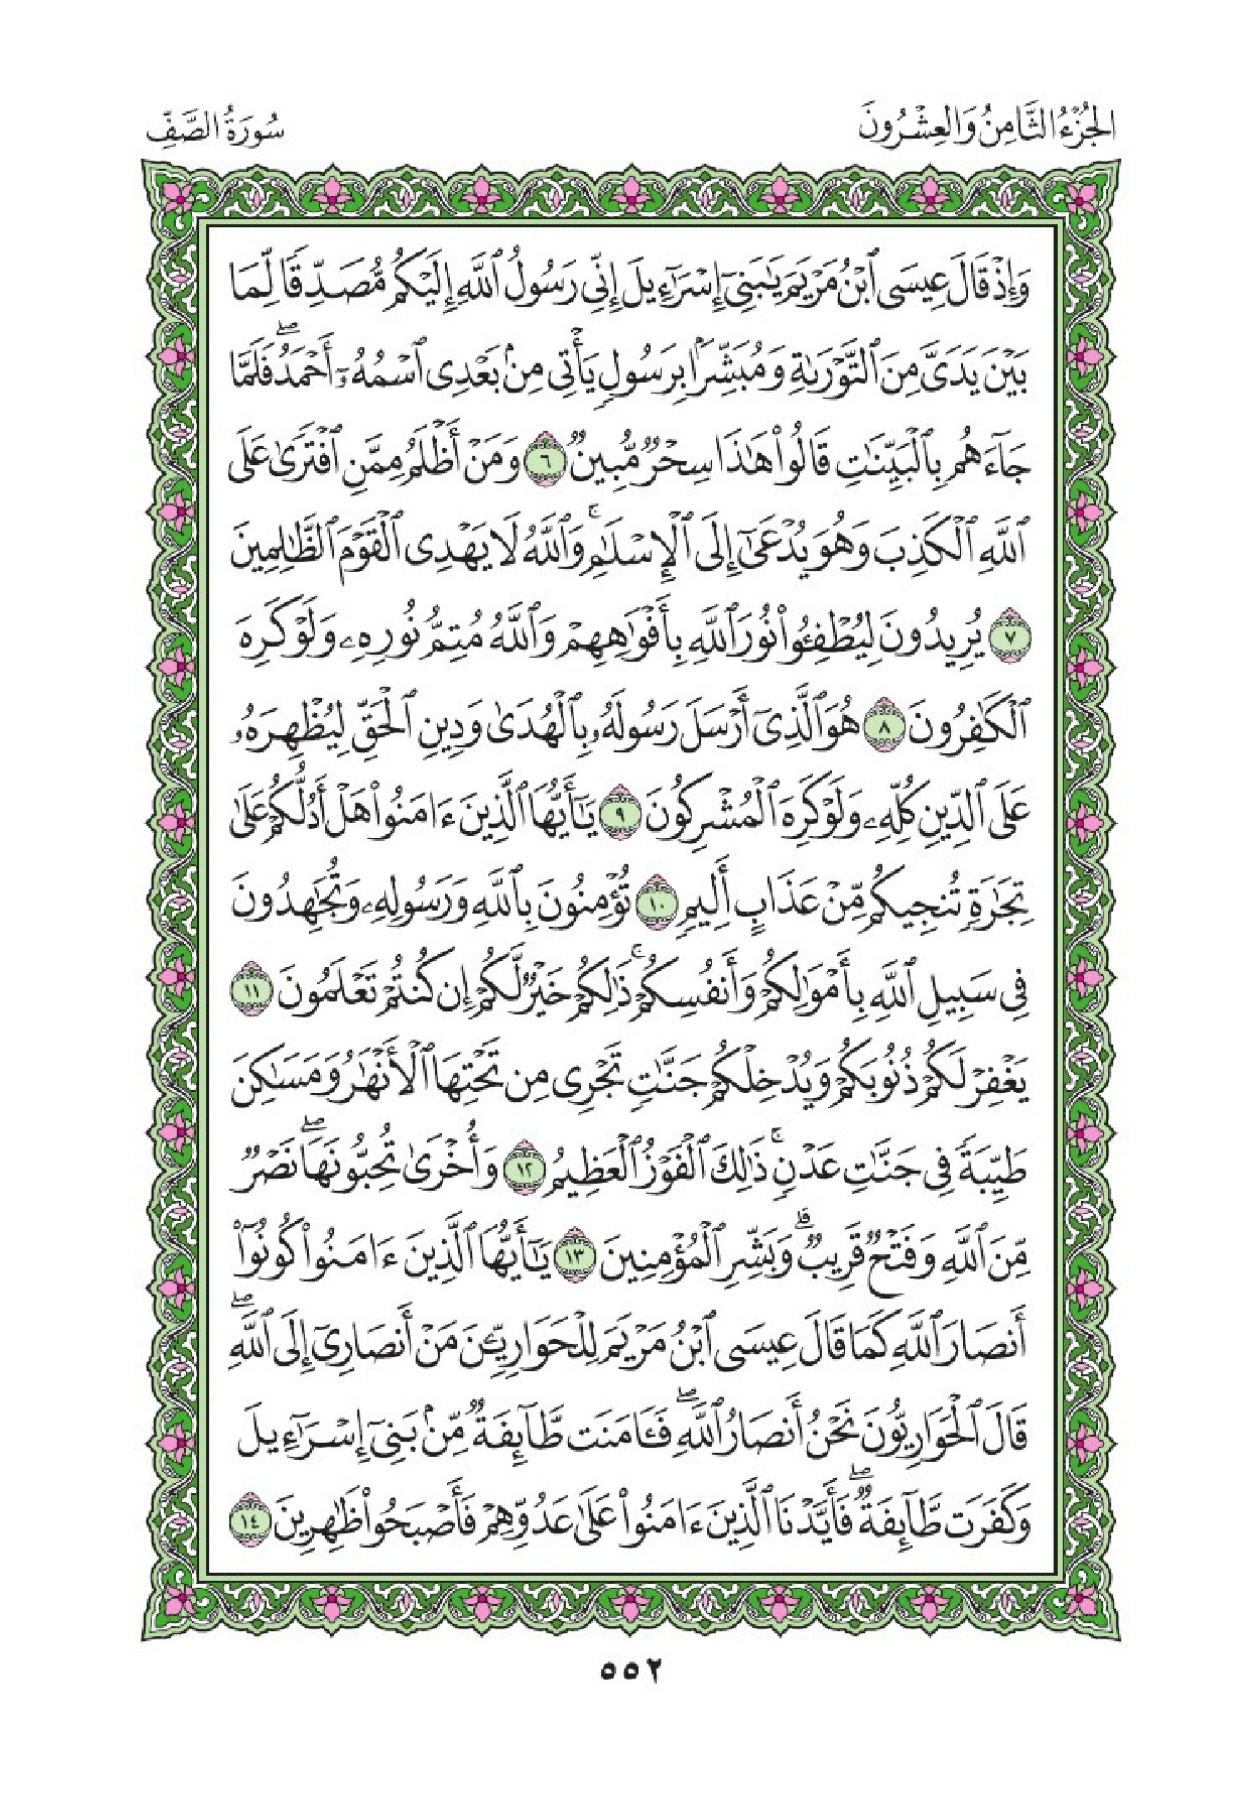 الجُزْءُ الثَّامِنُ وَالعِشْرُونَ
سُورَةُ الصَّفِّ
وَإِذْ قَالَ عِيسَى ٱبْنُ مَرْيَمَ يَـٰبَنِىٓ إِسْرَٰٓءِيلَ إِنِّى رَسُولُ ٱللَّهِ إِلَيْكُم مُّصَدِّقًا لِّمَا
بَيْنَ يَدَىَّ مِنَ ٱلتَّوْرَىٰةِ وَمُبَشِّرًۢا بِرَسُولٍ يَأْتِى مِنۢ بَعْدِى ٱسْمُهُۥٓ أَحْمَدُ ۖ فَلَمَّا
جَآءَهُم بِٱلْبَيِّنَـٰتِ قَالُوا۟ هَـٰذَا سِحْرٌ مُّبِينٌ ٦ وَمَنْ أَظْلَمُ مِمَّنِ ٱفْتَرَىٰ عَلَى
ٱللَّهِ ٱلْكَذِبَ وَهُوَ يُدْعَىٰٓ إِلَى ٱلْإِسْلَـٰمِ ۚ وَٱللَّهُ لَا يَهْدِى ٱلْقَوْمَ ٱلظَّـٰلِمِينَ
٧ يُرِيدُونَ لِيُطْفِـُٔوا۟ نُورَ ٱللَّهِ بِأَفْوَٰهِهِمْ وَٱللَّهُ مُتِمُّ نُورِهِۦ وَلَوْ كَرِهَ
ٱلْكَـٰفِرُونَ ٨ هُوَ ٱلَّذِىٓ أَرْسَلَ رَسُولَهُۥ بِٱلْهُدَىٰ وَدِينِ ٱلْحَقِّ لِيُظْهِرَهُۥ
عَلَى ٱلدِّينِ كُلِّهِۦ وَلَوْ كَرِهَ ٱلْمُشْرِكُونَ ٩ يَـٰٓأَيُّهَا ٱلَّذِينَ ءَامَنُوا۟ هَلْ أَدُلُّكُمْ عَلَىٰ
تِجَـٰرَةٍ تُنجِيكُم مِّنْ عَذَابٍ أَلِيمٍ ١٠ تُؤْمِنُونَ بِٱللَّهِ وَرَسُولِهِۦ وَتُجَـٰهِدُونَ
فِى سَبِيلِ ٱللَّهِ بِأَمْوَٰلِكُمْ وَأَنفُسِكُمْ ۚ ذَٰلِكُمْ خَيْرٌ لَّكُمْ إِن كُنتُمْ تَعْلَمُونَ ١١
يَغْفِرْ لَكُمْ ذُنُوبَكُمْ وَيُدْخِلْكُمْ جَنَّـٰتٍ تَجْرِى مِن تَحْتِهَا ٱلْأَنْهَـٰرُ وَمَسَـٰكِنَ
طَيِّبَةً فِى جَنَّـٰتِ عَدْنٍ ۚ ذَٰلِكَ ٱلْفَوْزُ ٱلْعَظِيمُ ١٢ وَأُخْرَىٰ تُحِبُّونَهَا ۖ نَصْرٌ
مِّنَ ٱللَّهِ وَفَتْحٌ قَرِيبٌ ۗ وَبَشِّرِ ٱلْمُؤْمِنِينَ ١٣ يَـٰٓأَيُّهَا ٱلَّذِينَ ءَامَنُوا۟ كُونُوٓا۟
أَنصَارَ ٱللَّهِ كَمَا قَالَ عِيسَى ٱبْنُ مَرْيَمَ لِلْحَوَارِيِّـۧنَ مَنْ أَنصَارِىٓ إِلَى ٱللَّهِ ۖ
قَالَ ٱلْحَوَارِيُّونَ نَحْنُ أَنصَارُ ٱللَّهِ ۖ فَـَٔامَنَت طَّآئِفَةٌ مِّنۢ بَنِىٓ إِسْرَٰٓءِيلَ
وَكَفَرَت طَّآئِفَةٌ ۖ فَأَيَّدْنَا ٱلَّذِينَ ءَامَنُوا۟ عَلَىٰ عَدُوِّهِمْ فَأَصْبَحُوا۟ ظَـٰهِرِينَ ١٤
٥٥٢